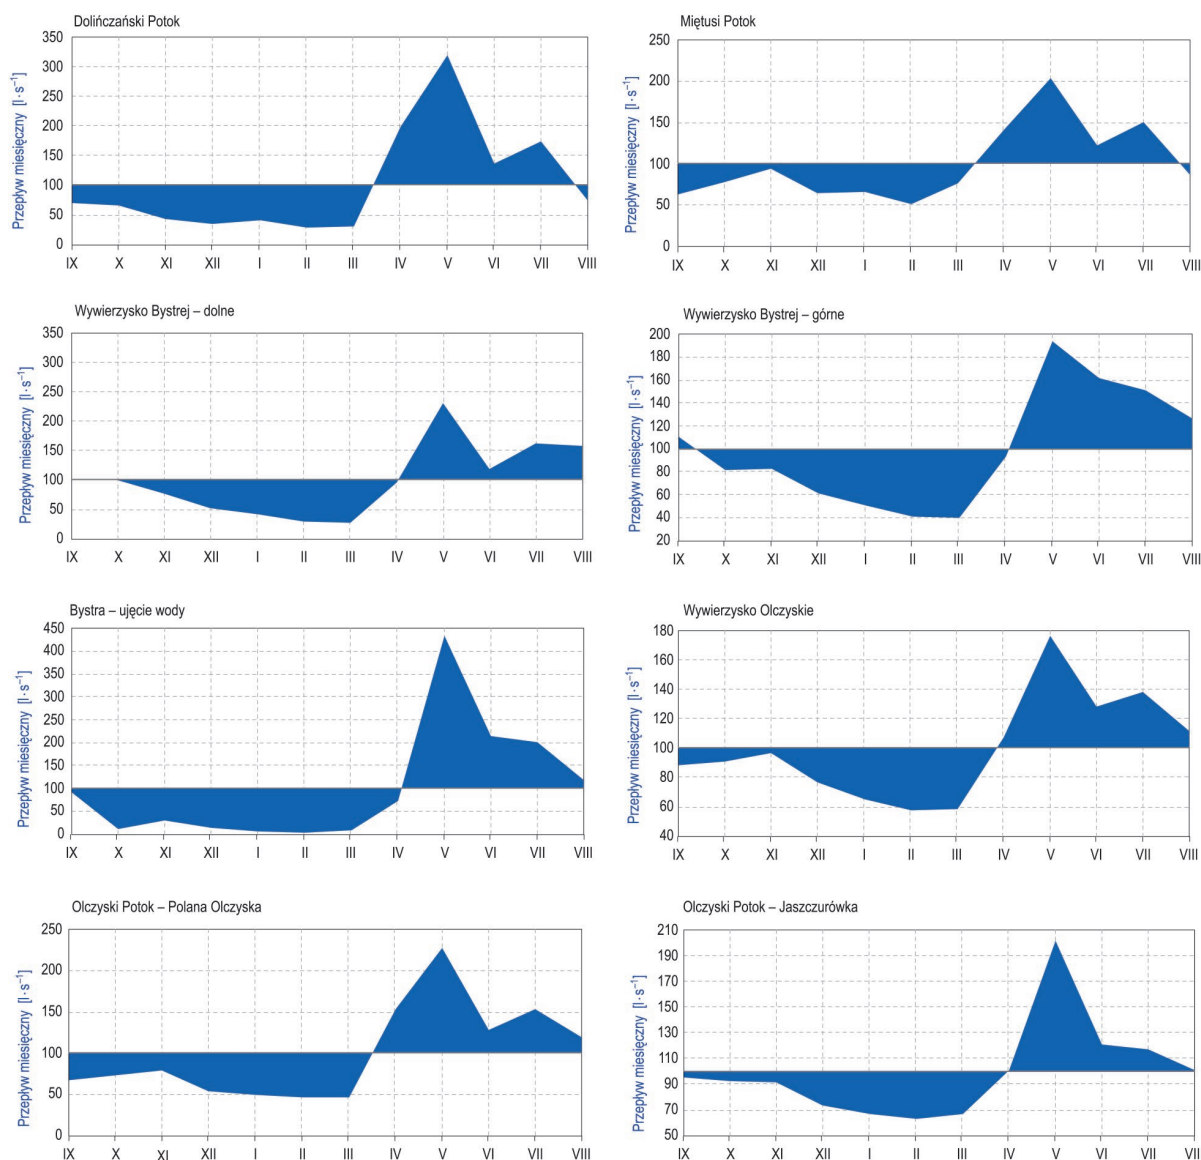 Dolińczański Potok
Przepływ miesięczny [l·s⁻¹]
350
300
250
200
150
100
50
0
IX X XI XII I II III IV V VI VII VIII
Miętusi Potok
Przepływ miesięczny [l·s⁻¹]
250
200
150
100
50
0
IX X XI XII I II III IV V VI VII VIII
Wywierzysko Bystrej – dolne
Przepływ miesięczny [l·s⁻¹]
350
300
250
200
150
100
50
0
IX X XI XII I II III IV V VI VII VIII
Wywierzysko Bystrej – górne
Przepływ miesięczny [l·s⁻¹]
200
180
160
140
120
100
80
60
40
20
IX X XI XII I II III IV V VI VII VIII
Bystra – ujęcie wody
Przepływ miesięczny [l·s⁻¹]
450
400
350
300
250
200
150
100
50
0
IX X XI XII I II III IV V VI VII VIII
Wywierzysko Olczyskie
Przepływ miesięczny [l·s⁻¹]
180
160
140
120
100
80
60
40
IX X XI XII I II III IV V VI VII VIII
Olczyski Potok – Polana Olczyska
Przepływ miesięczny [l·s⁻¹]
250
200
150
100
50
0
IX X XI XII I II III IV V VI VII VIII
Olczyski Potok – Jaszczurówka
Przepływ miesięczny [l·s⁻¹]
210
190
170
150
130
110
90
70
50
IX X XI XII I II III IV V VI VII VII